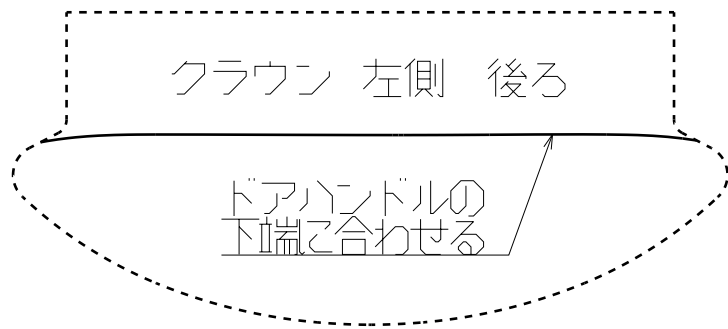 クラウン 左側 後ろ
ドアハンドルの
下端に合わせる